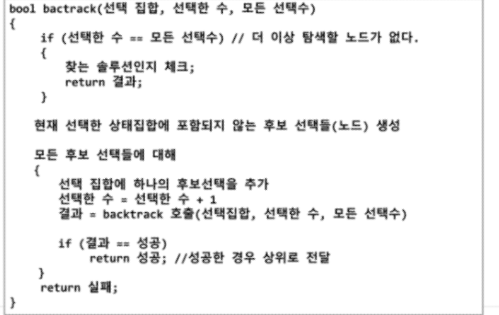 bool bactrack(선택 집합, 선택한 수, 모든 선택수)
{
if (선택한 수 == 모든 선택수) // 더 이상 탐색할 노드가 없다.
{
찾는 솔루션인지 체크;
return 결과;
}
현재 선택한 상태집합에 포함되지 않는 후보 선택들(노드) 생성
모든 후보 선택들에 대해
{
선택 집합에 하나의 후보선택을 추가
선택한 수 = 선택한 수 + 1
결과 = backtrack 호출(선택집합, 선택한 수, 모든 선택수)
if (결과 == 성공)
return 성공; //성공한 경우 상위로 전달
}
return 실패;
}